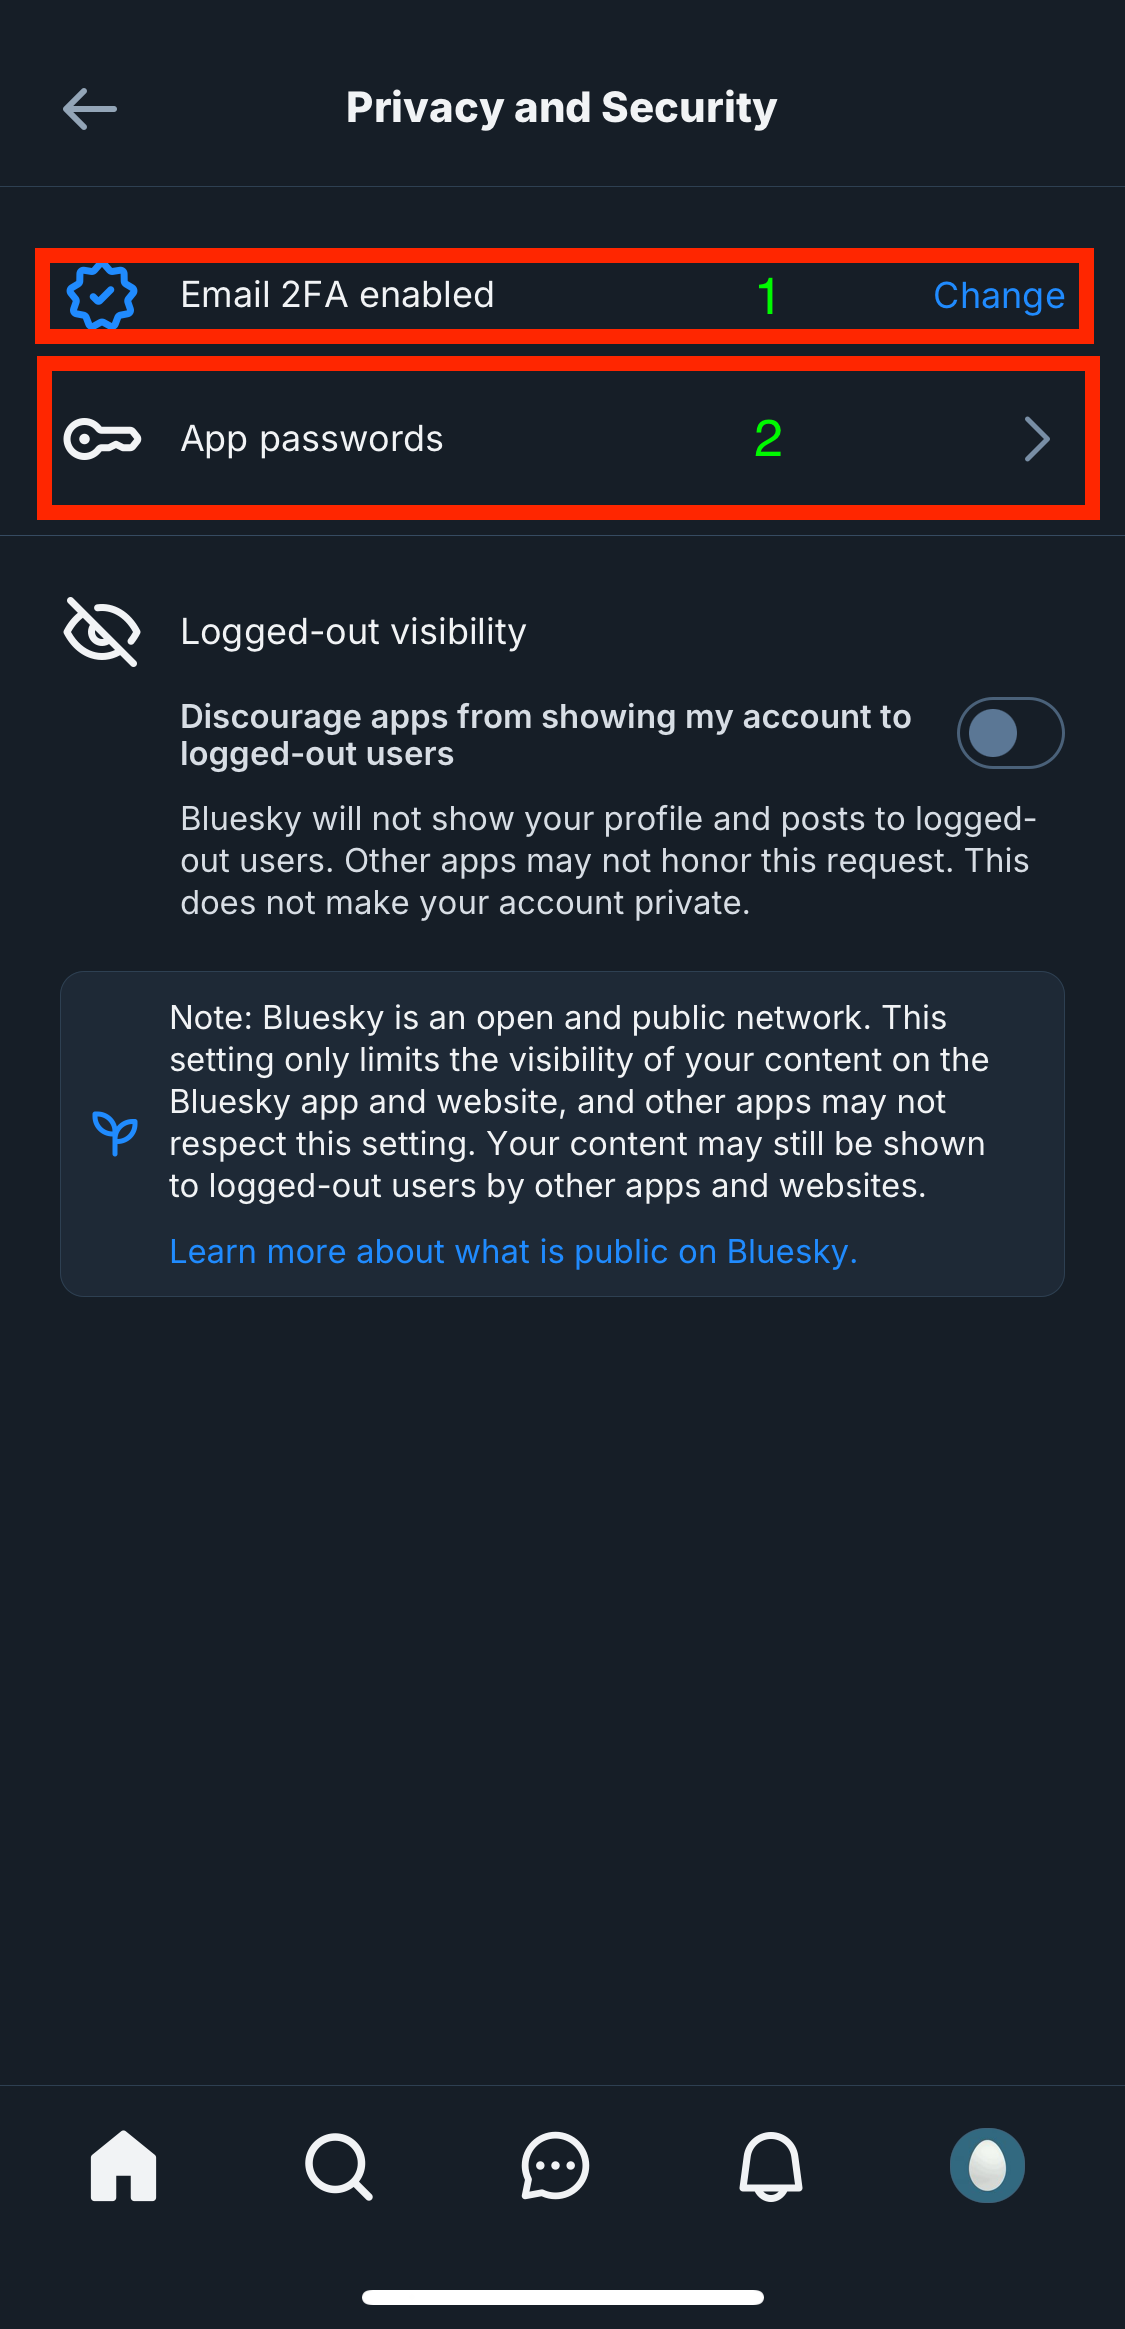 Privacy and Security
Email 2FA enabled 1 Change
App passwords 2
Logged-out visibility
Discourage apps from showing my account to
logged-out users
Bluesky will not show your profile and posts to logged-
out users. Other apps may not honor this request. This
does not make your account private.
Note: Bluesky is an open and public network. This
setting only limits the visibility of your content on the
Bluesky app and website, and other apps may not
respect this setting. Your content may still be shown
to logged-out users by other apps and websites.
Learn more about what is public on Bluesky.